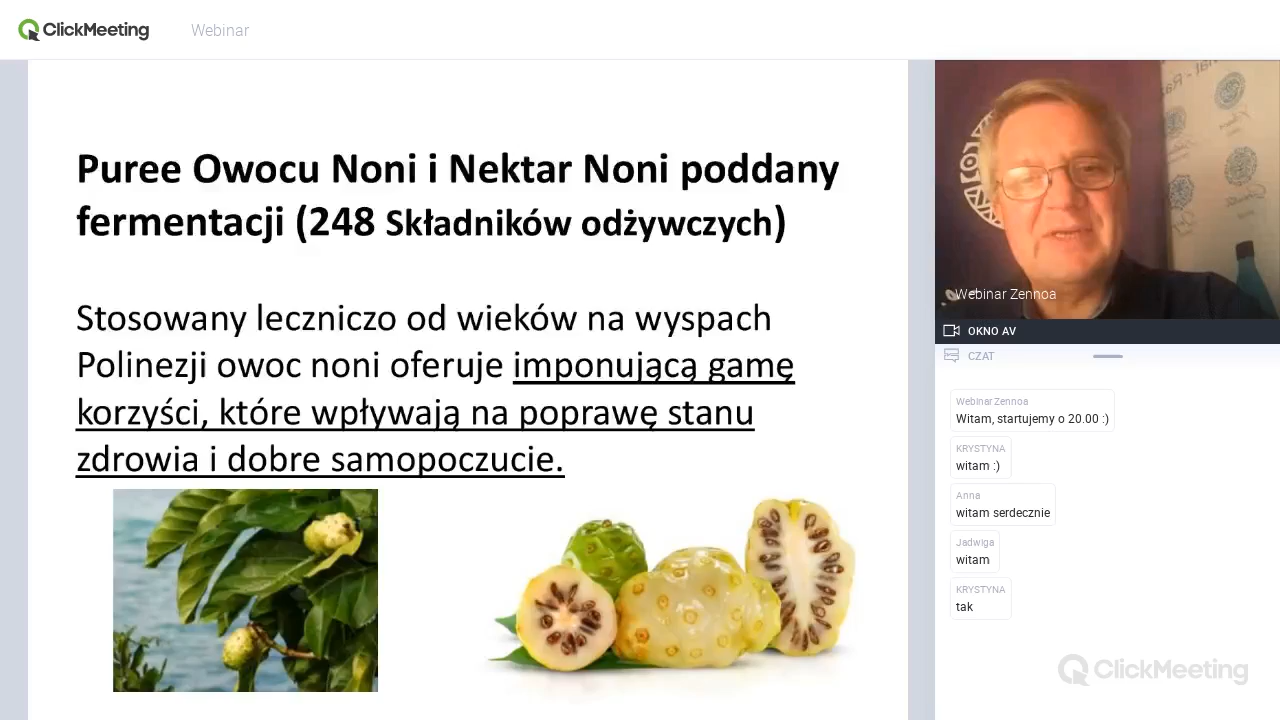 ClickMeeting
Webinar
Puree Owocu Noni i Nektar Noni poddany
fermentacji (248 Składników odżywczych)
Stosowany leczniczo od wieków na wyspach
Polinezji owoc noni oferuje imponującą gamę
korzyści, które wpływają na poprawę stanu
zdrowia i dobre samopoczucie.
Webinar Zennoa
OKNO AV
CZAT
Webinar Zennoa
Witam, startujemy o 20.00 :)
KRYSTYNA
witam :)
Anna
witam serdecznie
Jadwiga
witam
KRYSTYNA
tak
ClickMeeting